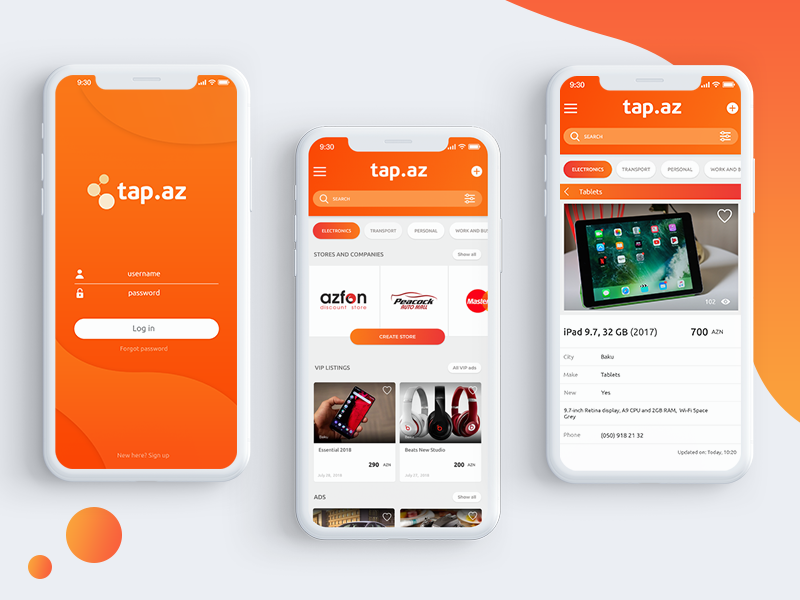 9:30
tap.az
username
password
Log in
Forgot password
New here? Sign up
9:30
tap.az
SEARCH
ELECTRONICS
TRANSPORT
PERSONAL
WORK AND BUS
STORES AND COMPANIES
Show all
azfon
discount store
Peacock
AUTO MALL
Master
CREATE STORE
VIP LISTINGS
All VIP ads
Baku
Essential 2018
290 AZN
July 28, 2018
Baku
Beats New Studio
200 AZN
July 27, 2018
ADS
Show all
9:30
tap.az
SEARCH
ELECTRONICS
TRANSPORT
PERSONAL
WORK AND B
Tablets
102
iPad 9.7, 32 GB (2017)
700 AZN
City Baku
Make Tablets
New Yes
9.7-inch Retina display, A9 CPU and 2GB RAM, Wi-Fi Space
Grey
Phone (050) 918 21 32
Updated on: Today, 10:20